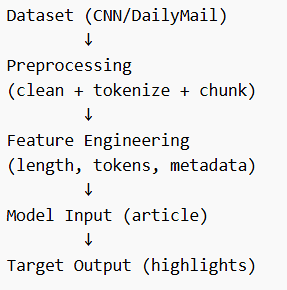 Dataset (CNN/DailyMail)
↓
Preprocessing
(clean + tokenize + chunk)
↓
Feature Engineering
(length, tokens, metadata)
↓
Model Input (article)
↓
Target Output (highlights)